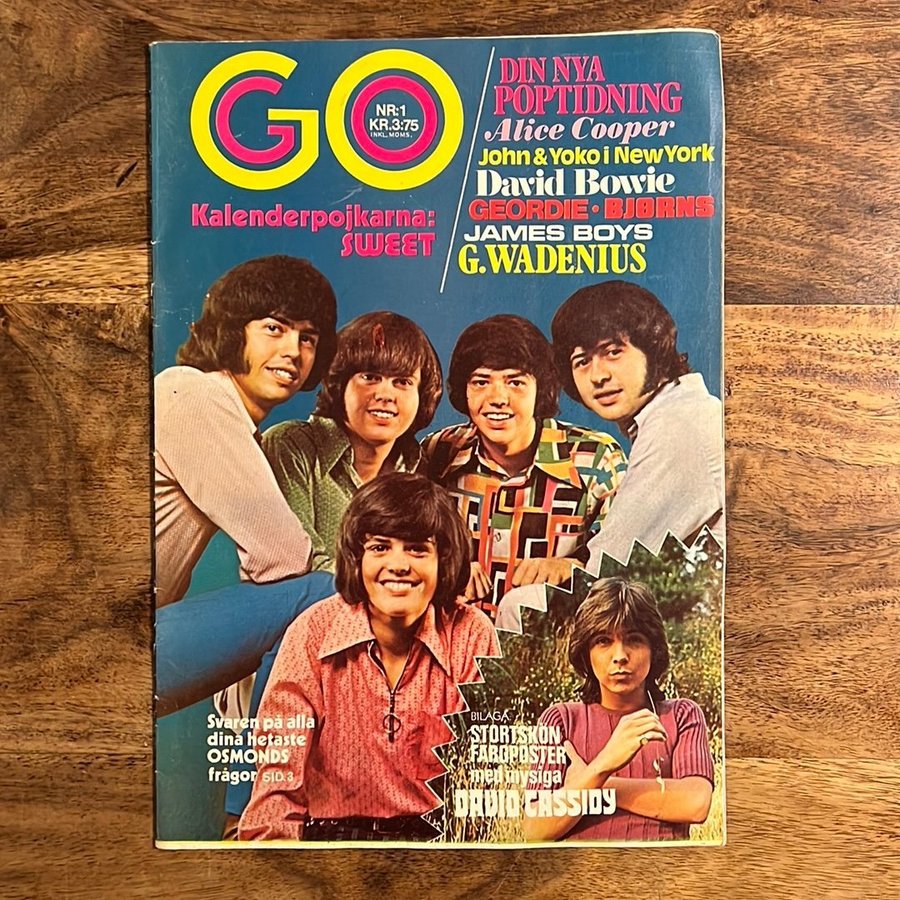 GO
NR:1
KR.3:75
INKL. MOMS.
DIN NYA
POPTIDNING
Alice Cooper
John & Yoko i New York
David Bowie
GEORDIE • BJØRNS
JAMES BOYS
G.WADENIUS
Kalenderpojkarna:
SWEET
Svaren på alla
dina hetaste
OSMONDS
frågor SID.3
BILAGA:
STORTSKÖN
FÄRGPOSTER
med mysiga
DAVID CASSIDY